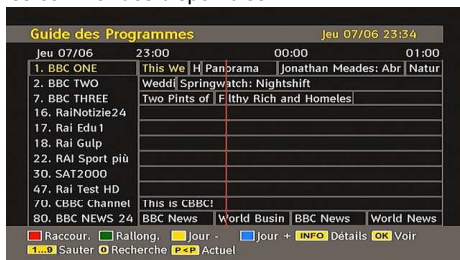 Guide des Programmes Jeu 07/06 23:34
Jeu 07/06 23:00 00:00 01:00
1. BBC ONE This We H Panorama Jonathan Meades: Abr Natur
2. BBC TWO Weddi Springwatch: Nightshift
7. BBC THREE Two Pints of Filthy Rich and Homeles
16. RaiNotizie24
17. Rai Edu1
18. Rai Gulp
22. RAI Sport più
30. SAT2000
47. Rai Test HD
70. CBBC Channel This is CBBC!
80. BBC NEWS 24 BBC News World Busin BBC News World News
Raccour. Rallong. Jour - Jour + INFO Détails OK Voir
1...9 Sauter 0 Recherche P<P Actuel